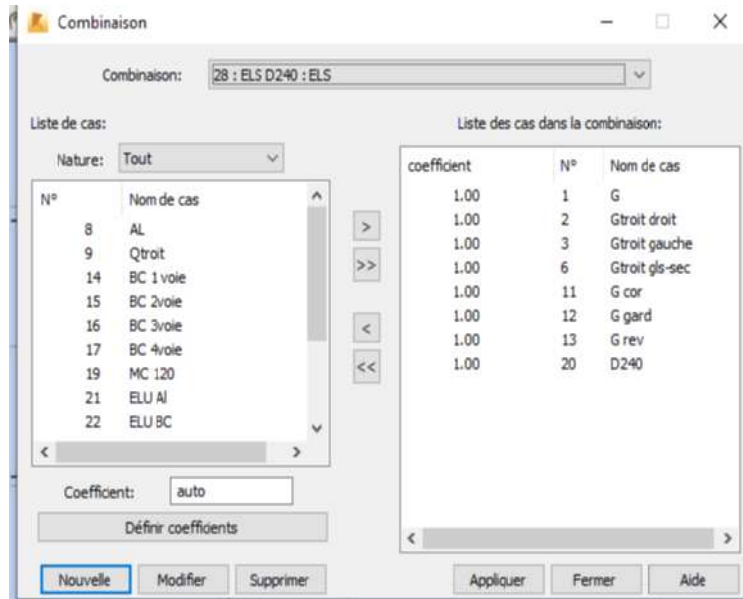 Combinaison
Combinaison: 28 : ELS D240 : ELS
Liste de cas:
Nature: Tout
N° Nom de cas
8 AL
9 Qtroit
14 BC 1 voie
15 BC 2voie
16 BC 3voie
17 BC 4voie
19 MC 120
21 ELU Al
22 ELU BC
Coefficient: auto
Définir coefficients
Nouvelle Modifier Supprimer
>
>>
<
<<
Liste des cas dans la combinaison:
coefficient N° Nom de cas
1.00 1 G
1.00 2 Gtroit droit
1.00 3 Gtroit gauche
1.00 6 Gtroit gls-sec
1.00 11 G cor
1.00 12 G gard
1.00 13 G rev
1.00 20 D240
Appliquer Fermer Aide